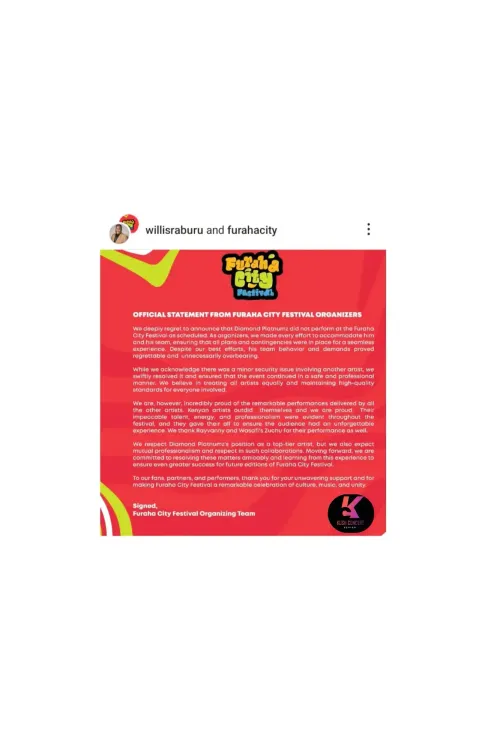 willisraburu and furahacity
Furaha
City
Festival
OFFICIAL STATEMENT FROM FURAHA CITY FESTIVAL ORGANIZERS
We deeply regret to announce that Diamond Platnums did not perform at the Furaha
City Festival as scheduled. As organizers, we made every effort to accommodate him
and his team, ensuring that all plans and contingencies were in place for a seamless
experience. Despite our best efforts, his team behavior and demands proved
regrettable and unnecessarily overbearing.
While we acknowledge there was a minor security issue involving another artist, we
swiftly resolved it and ensured that the event continued in a safe and professional
manner. We believe in treating all artists equally and maintaining high-quality
standards for everyone involved.
We are, however, incredibly proud of the remarkable performances delivered by all
the other artists. Kenyan artists outdid themselves and we are proud. Their
impeccable talent, energy, and professionalism were evident throughout the
festival, and they gave their all to ensure the audience had an unforgettable
experience. We thank Rayvanny and Wasafi's Zuchu for their performance as well.
We respect Diamond Platnums's position as a top-tier artist, but we also expect
mutual professionalism and respect in such collaborations. Moving forward, we are
committed to resolving these matters amicably and learning from this experience to
ensure even greater success for future editions of Furaha City Festival.
To our fans, partners, and performers, thank you for your unwavering support and for
making Furaha City Festival a remarkable celebration of culture, music, and unity.
Signed,
Furaha City Festival Organizing Team